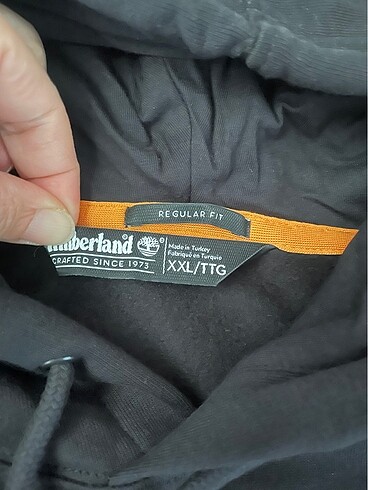 REGULAR FIT
Timberland
CRAFTED SINCE 1973
Made in Turkey
Fabriqué en Turquie
XXL/TTG